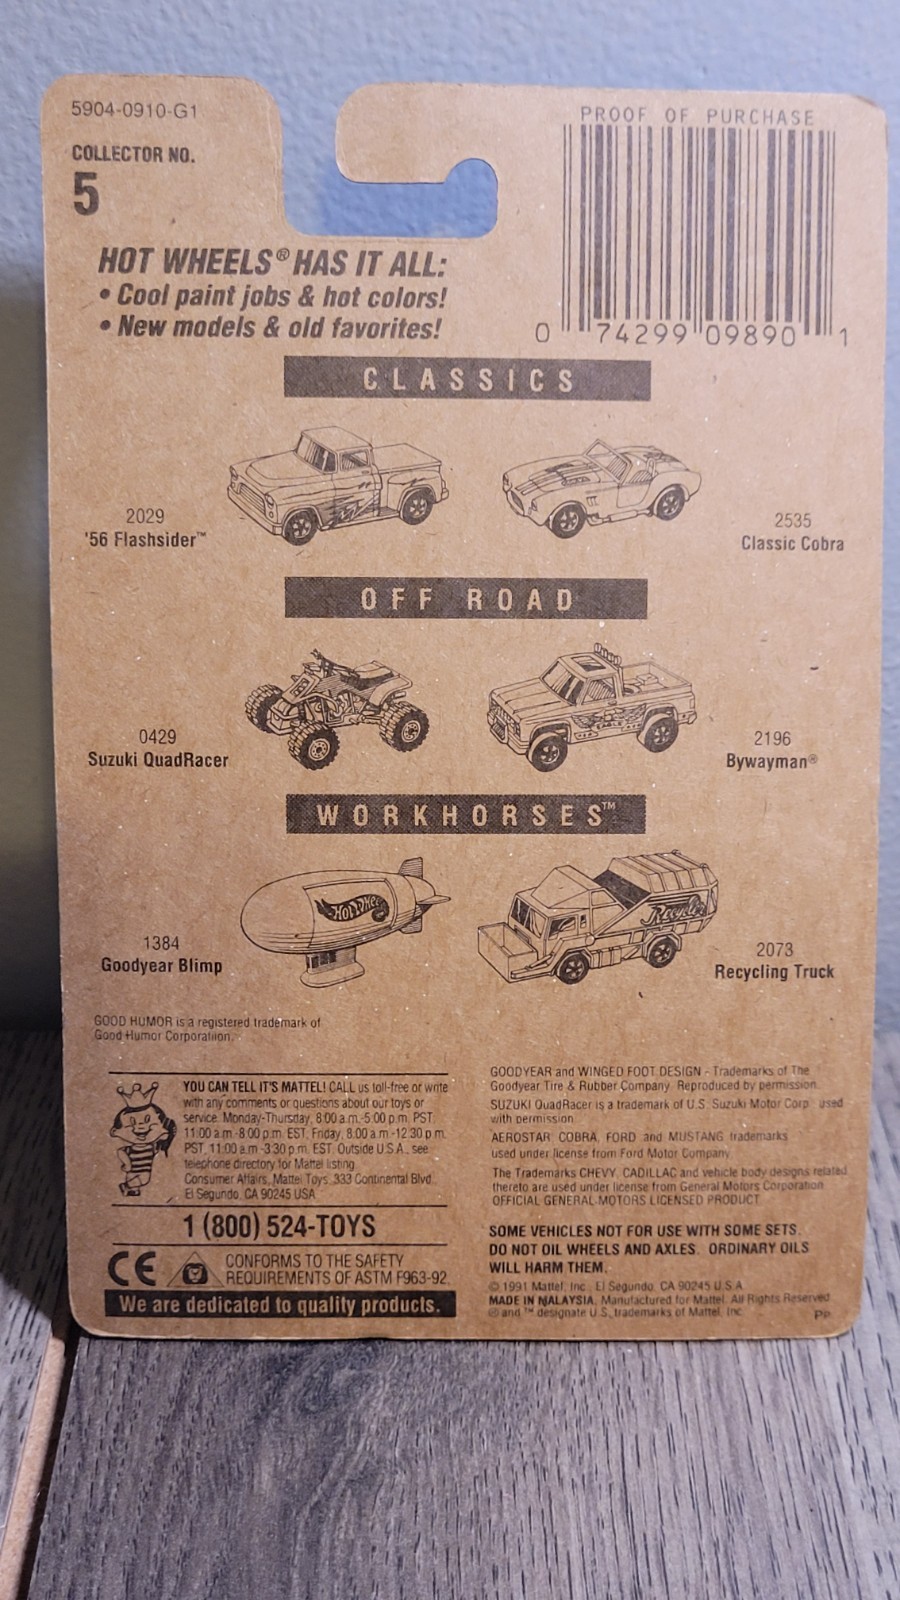 5904-0910-G1
COLLECTOR NO.
5
PROOF OF PURCHASE
0 74299 09890 1
HOT WHEELS® HAS IT ALL:
• Cool paint jobs & hot colors!
• New models & old favorites!
CLASSICS
2029
'56 Flashsider™
2535
Classic Cobra
OFF ROAD
0429
Suzuki QuadRacer
2196
Bywayman®
WORKHORSES™
Hot Wheels
1384
Goodyear Blimp
Recycler
2073
Recycling Truck
GOOD HUMOR is a registered trademark of
Good Humor Corporation.
YOU CAN TELL IT'S MATTEL! CALL us toll-free or write
with any comments or questions about our toys or
service. Monday-Thursday, 8:00 a.m.-5:00 p.m. PST,
11:00 a.m.-8:00 p.m. EST. Friday, 8:00 a.m.-12:30 p.m.
PST, 11:00 a.m.-3:30 p.m. EST. Outside U.S.A., see
telephone directory for Mattel listing.
Consumer Affairs, Mattel Toys, 333 Continental Blvd.,
El Segundo, CA 90245 USA
1 (800) 524-TOYS
CE
CONFORMS TO THE SAFETY
REQUIREMENTS OF ASTM F963-92.
We are dedicated to quality products.
GOODYEAR and WINGED FOOT DESIGN - Trademarks of The
Goodyear Tire & Rubber Company. Reproduced by permission.
SUZUKI QuadRacer is a trademark of U.S. Suzuki Motor Corp. used
with permission.
AEROSTAR, COBRA, FORD and MUSTANG trademarks
used under license from Ford Motor Company.
The Trademarks CHEVY, CADILLAC and vehicle body designs related
thereto are used under license from General Motors Corporation.
OFFICIAL GENERAL MOTORS LICENSED PRODUCT.
SOME VEHICLES NOT FOR USE WITH SOME SETS.
DO NOT OIL WHEELS AND AXLES. ORDINARY OILS
WILL HARM THEM.
© 1991 Mattel, Inc., El Segundo, CA 90245 U.S.A.
MADE IN MALAYSIA. Manufactured for Mattel. All Rights Reserved.
® and ™ designate U.S. trademarks of Mattel, Inc.